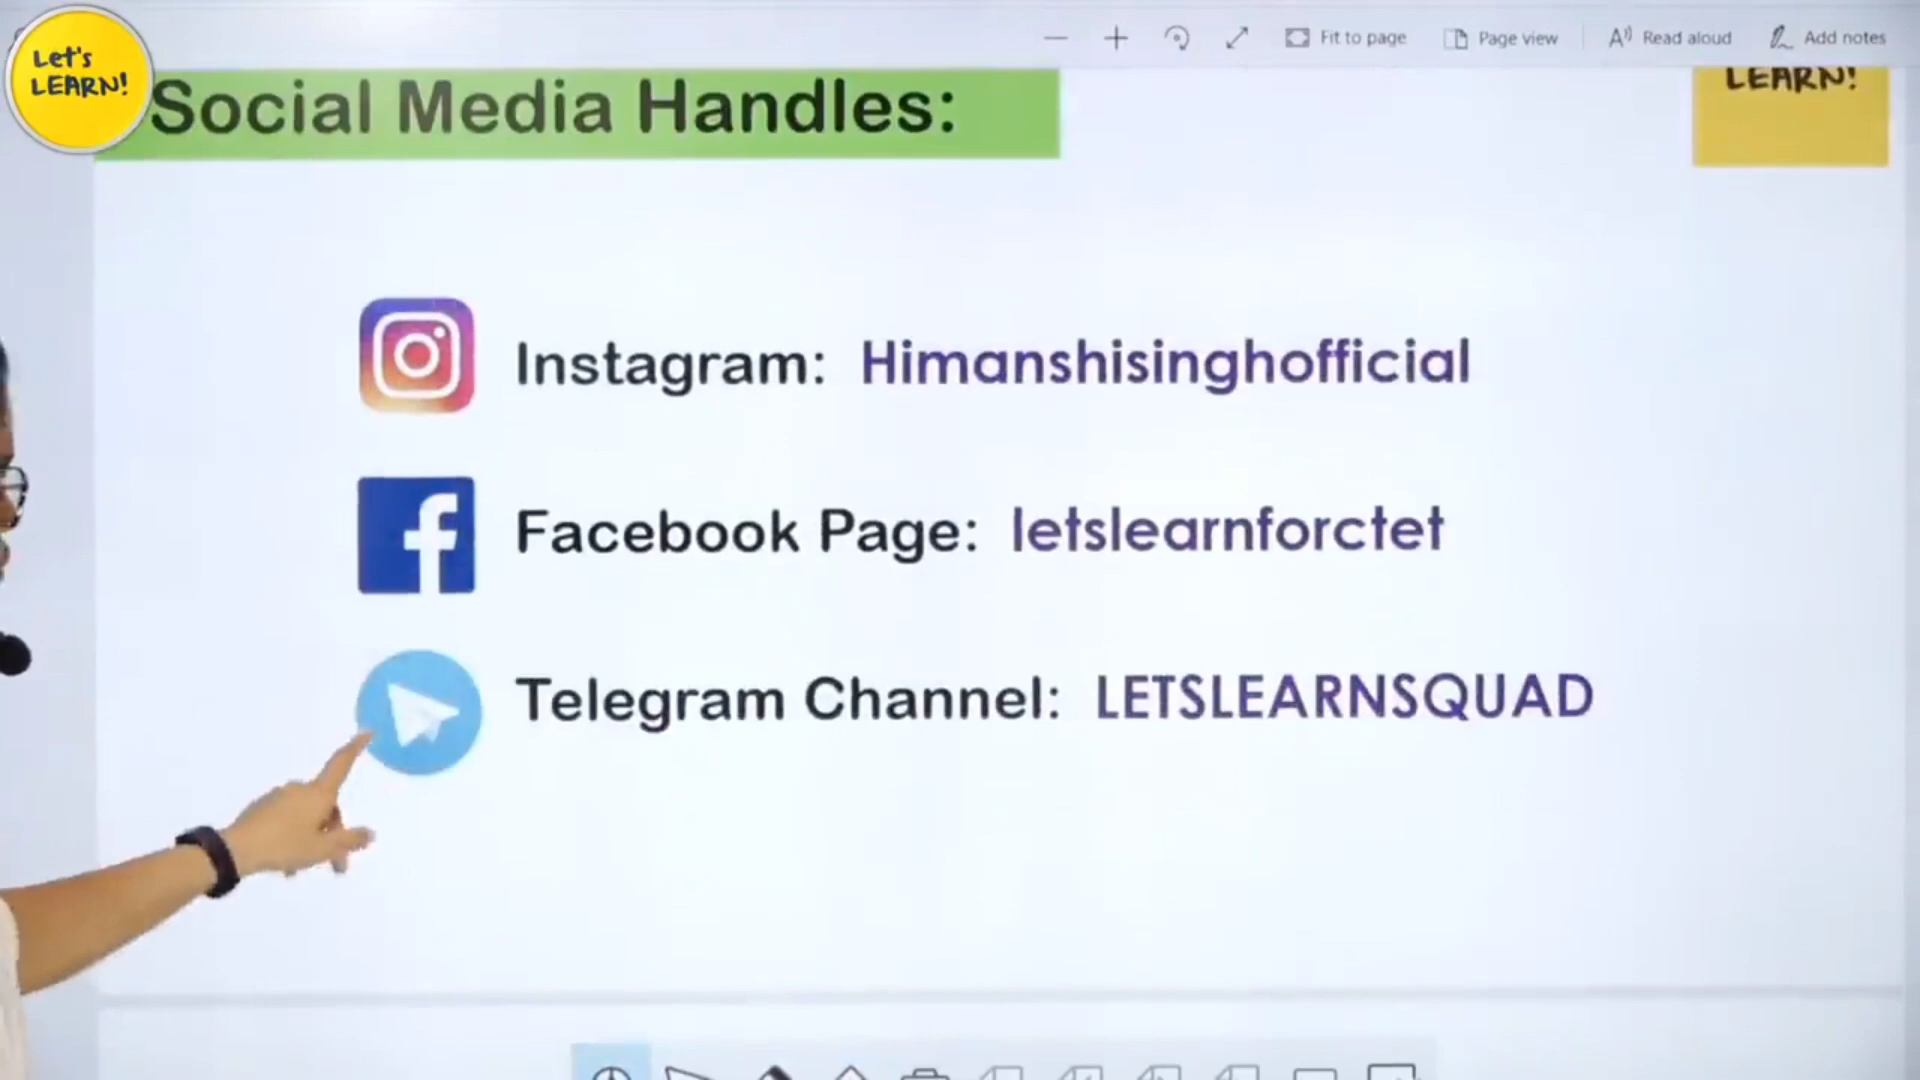 Let's
LEARN!
Fit to page
Page view
Read aloud
Add notes
Social Media Handles:
LEARN!
Instagram: Himanshisinghofficial
Facebook Page: letslearnforctet
Telegram Channel: LETSLEARNSQUAD